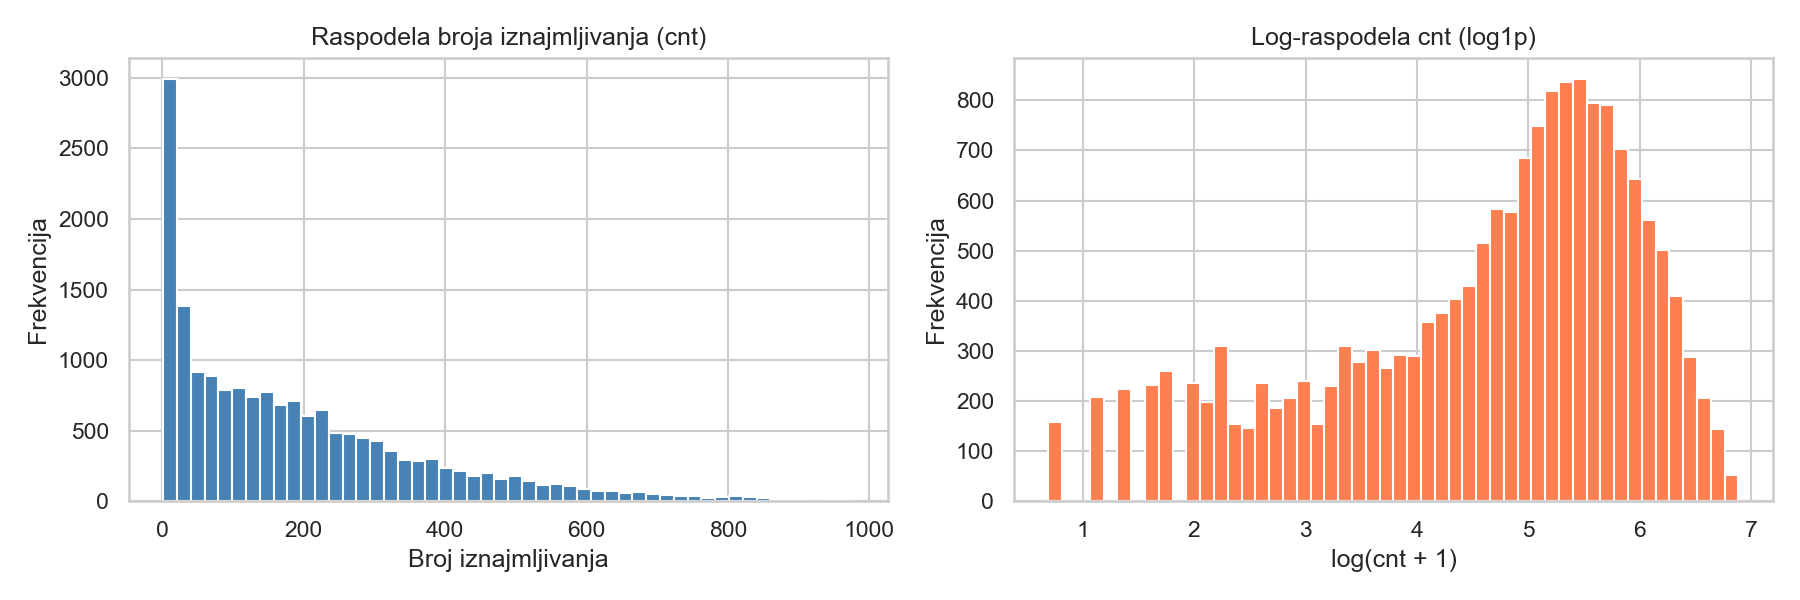 Raspodela broja iznajmljivanja (cnt)
3000
2500
2000
1500
1000
500
0
Frekvencija
0 200 400 600 800 1000
Broj iznajmljivanja
Log-raspodela cnt (log1p)
800
700
600
500
400
300
200
100
0
Frekvencija
1 2 3 4 5 6 7
log(cnt + 1)